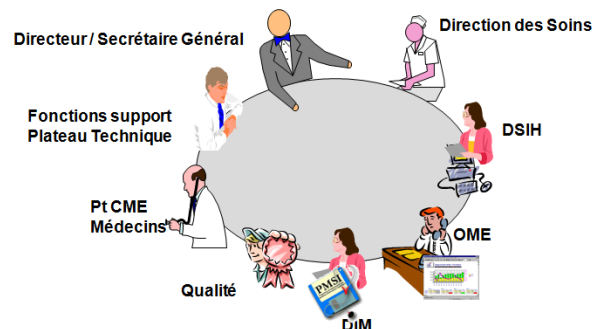 Directeur / Secrétaire Général
Direction des Soins
Fonctions support
Plateau Technique
DSIH
Pt CME
Médecins
OME
Qualité
PMSI
DIM